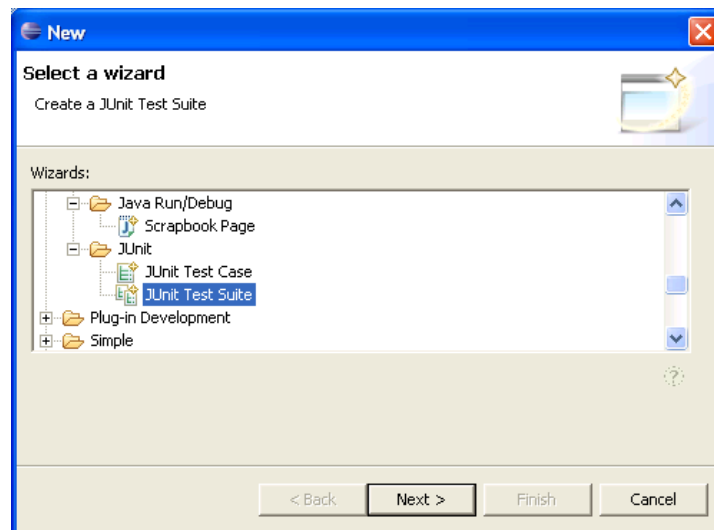 New
Select a wizard
Create a JUnit Test Suite
Wizards:
Java Run/Debug
Scrapbook Page
JUnit
JUnit Test Case
JUnit Test Suite
Plug-in Development
Simple
< Back Next > Finish Cancel